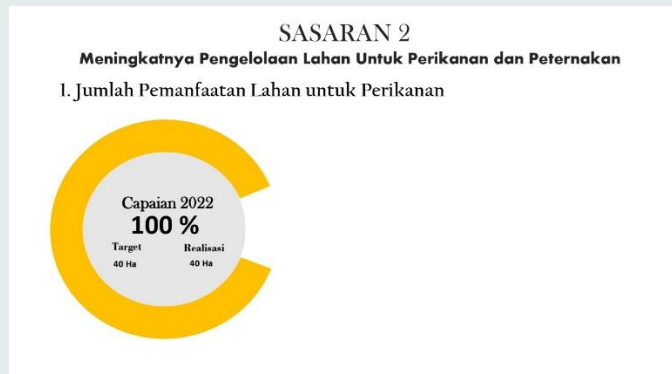 SASARAN 2
Meningkatnya Pengelolaan Lahan Untuk Perikanan dan Peternakan
1. Jumlah Pemanfaatan Lahan untuk Perikanan
Capaian 2022
100 %
Target Realisasi
40 Ha 40 Ha